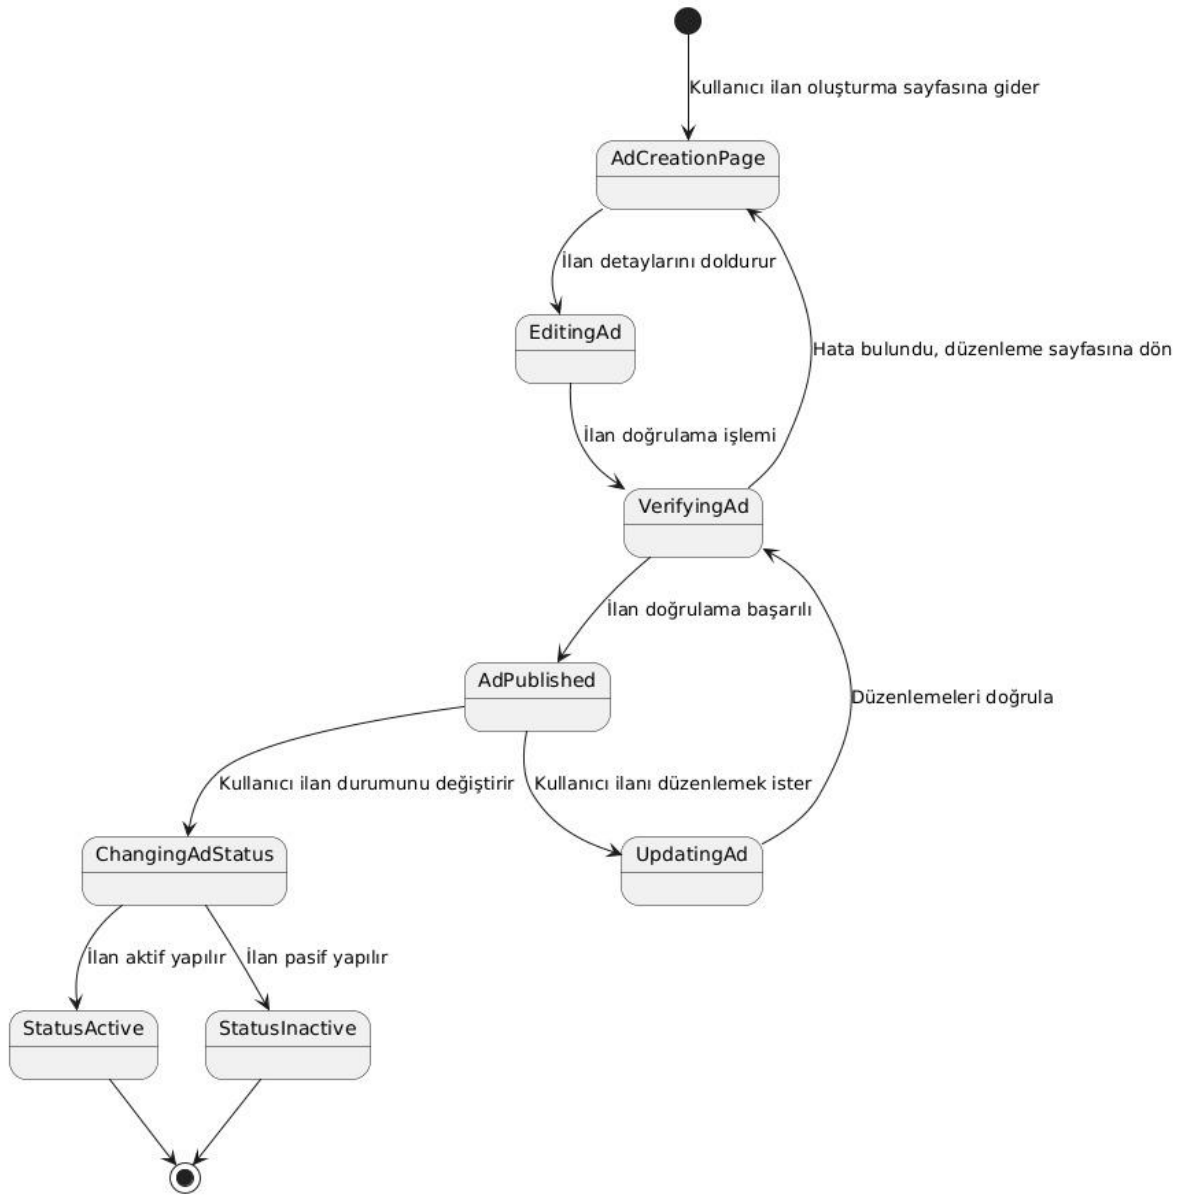 Kullanıcı ilan oluşturma sayfasına gider
AdCreationPage
İlan detaylarını doldurur
EditingAd
Hata bulundu, düzenleme sayfasına dön
İlan doğrulama işlemi
VerifyingAd
İlan doğrulama başarılı
AdPublished
Düzenlemeleri doğrula
Kullanıcı ilan durumunu değiştirir
Kullanıcı ilanı düzenlemek ister
ChangingAdStatus
UpdatingAd
İlan aktif yapılır
İlan pasif yapılır
StatusActive
StatusInactive